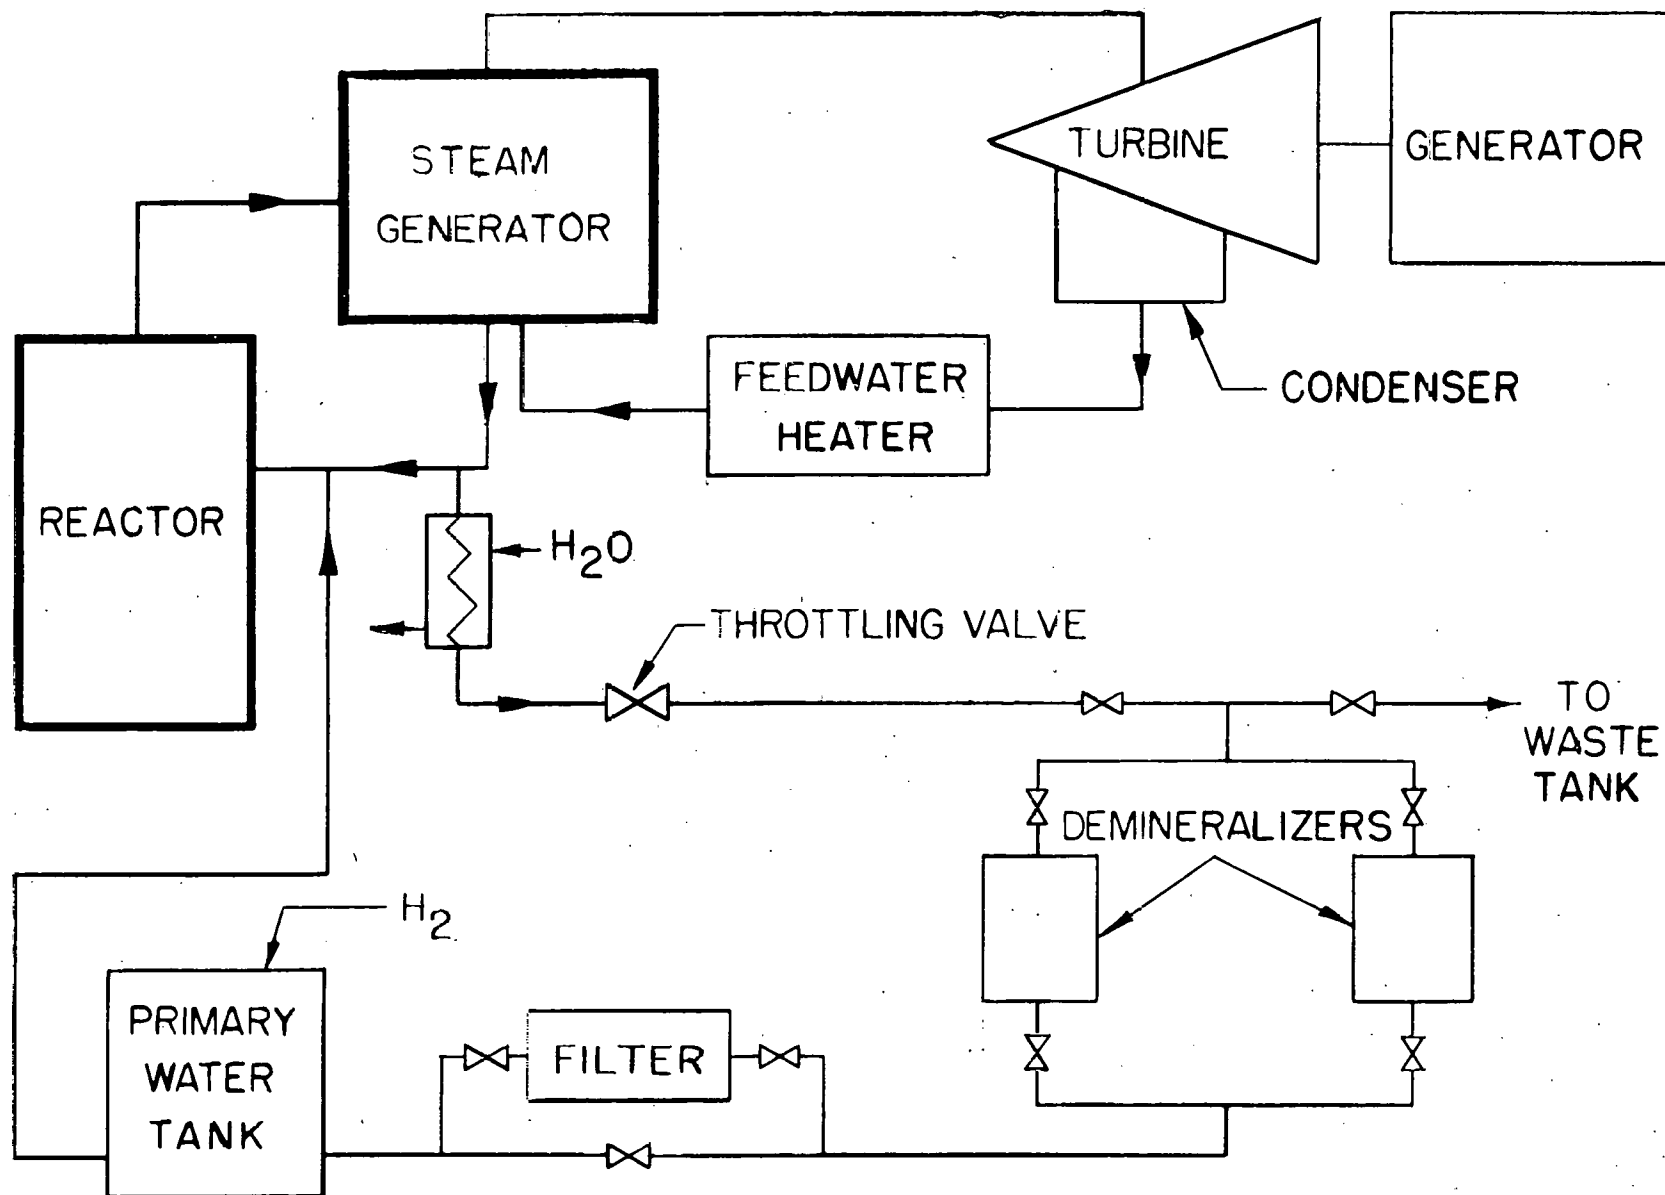 STEAM
GENERATOR
TURBINE
GENERATOR
FEEDWATER
HEATER
CONDENSER
REACTOR
H2O
THROTTLING VALVE
TO
WASTE
TANK
DEMINERALIZERS
H2
PRIMARY
WATER
TANK
FILTER